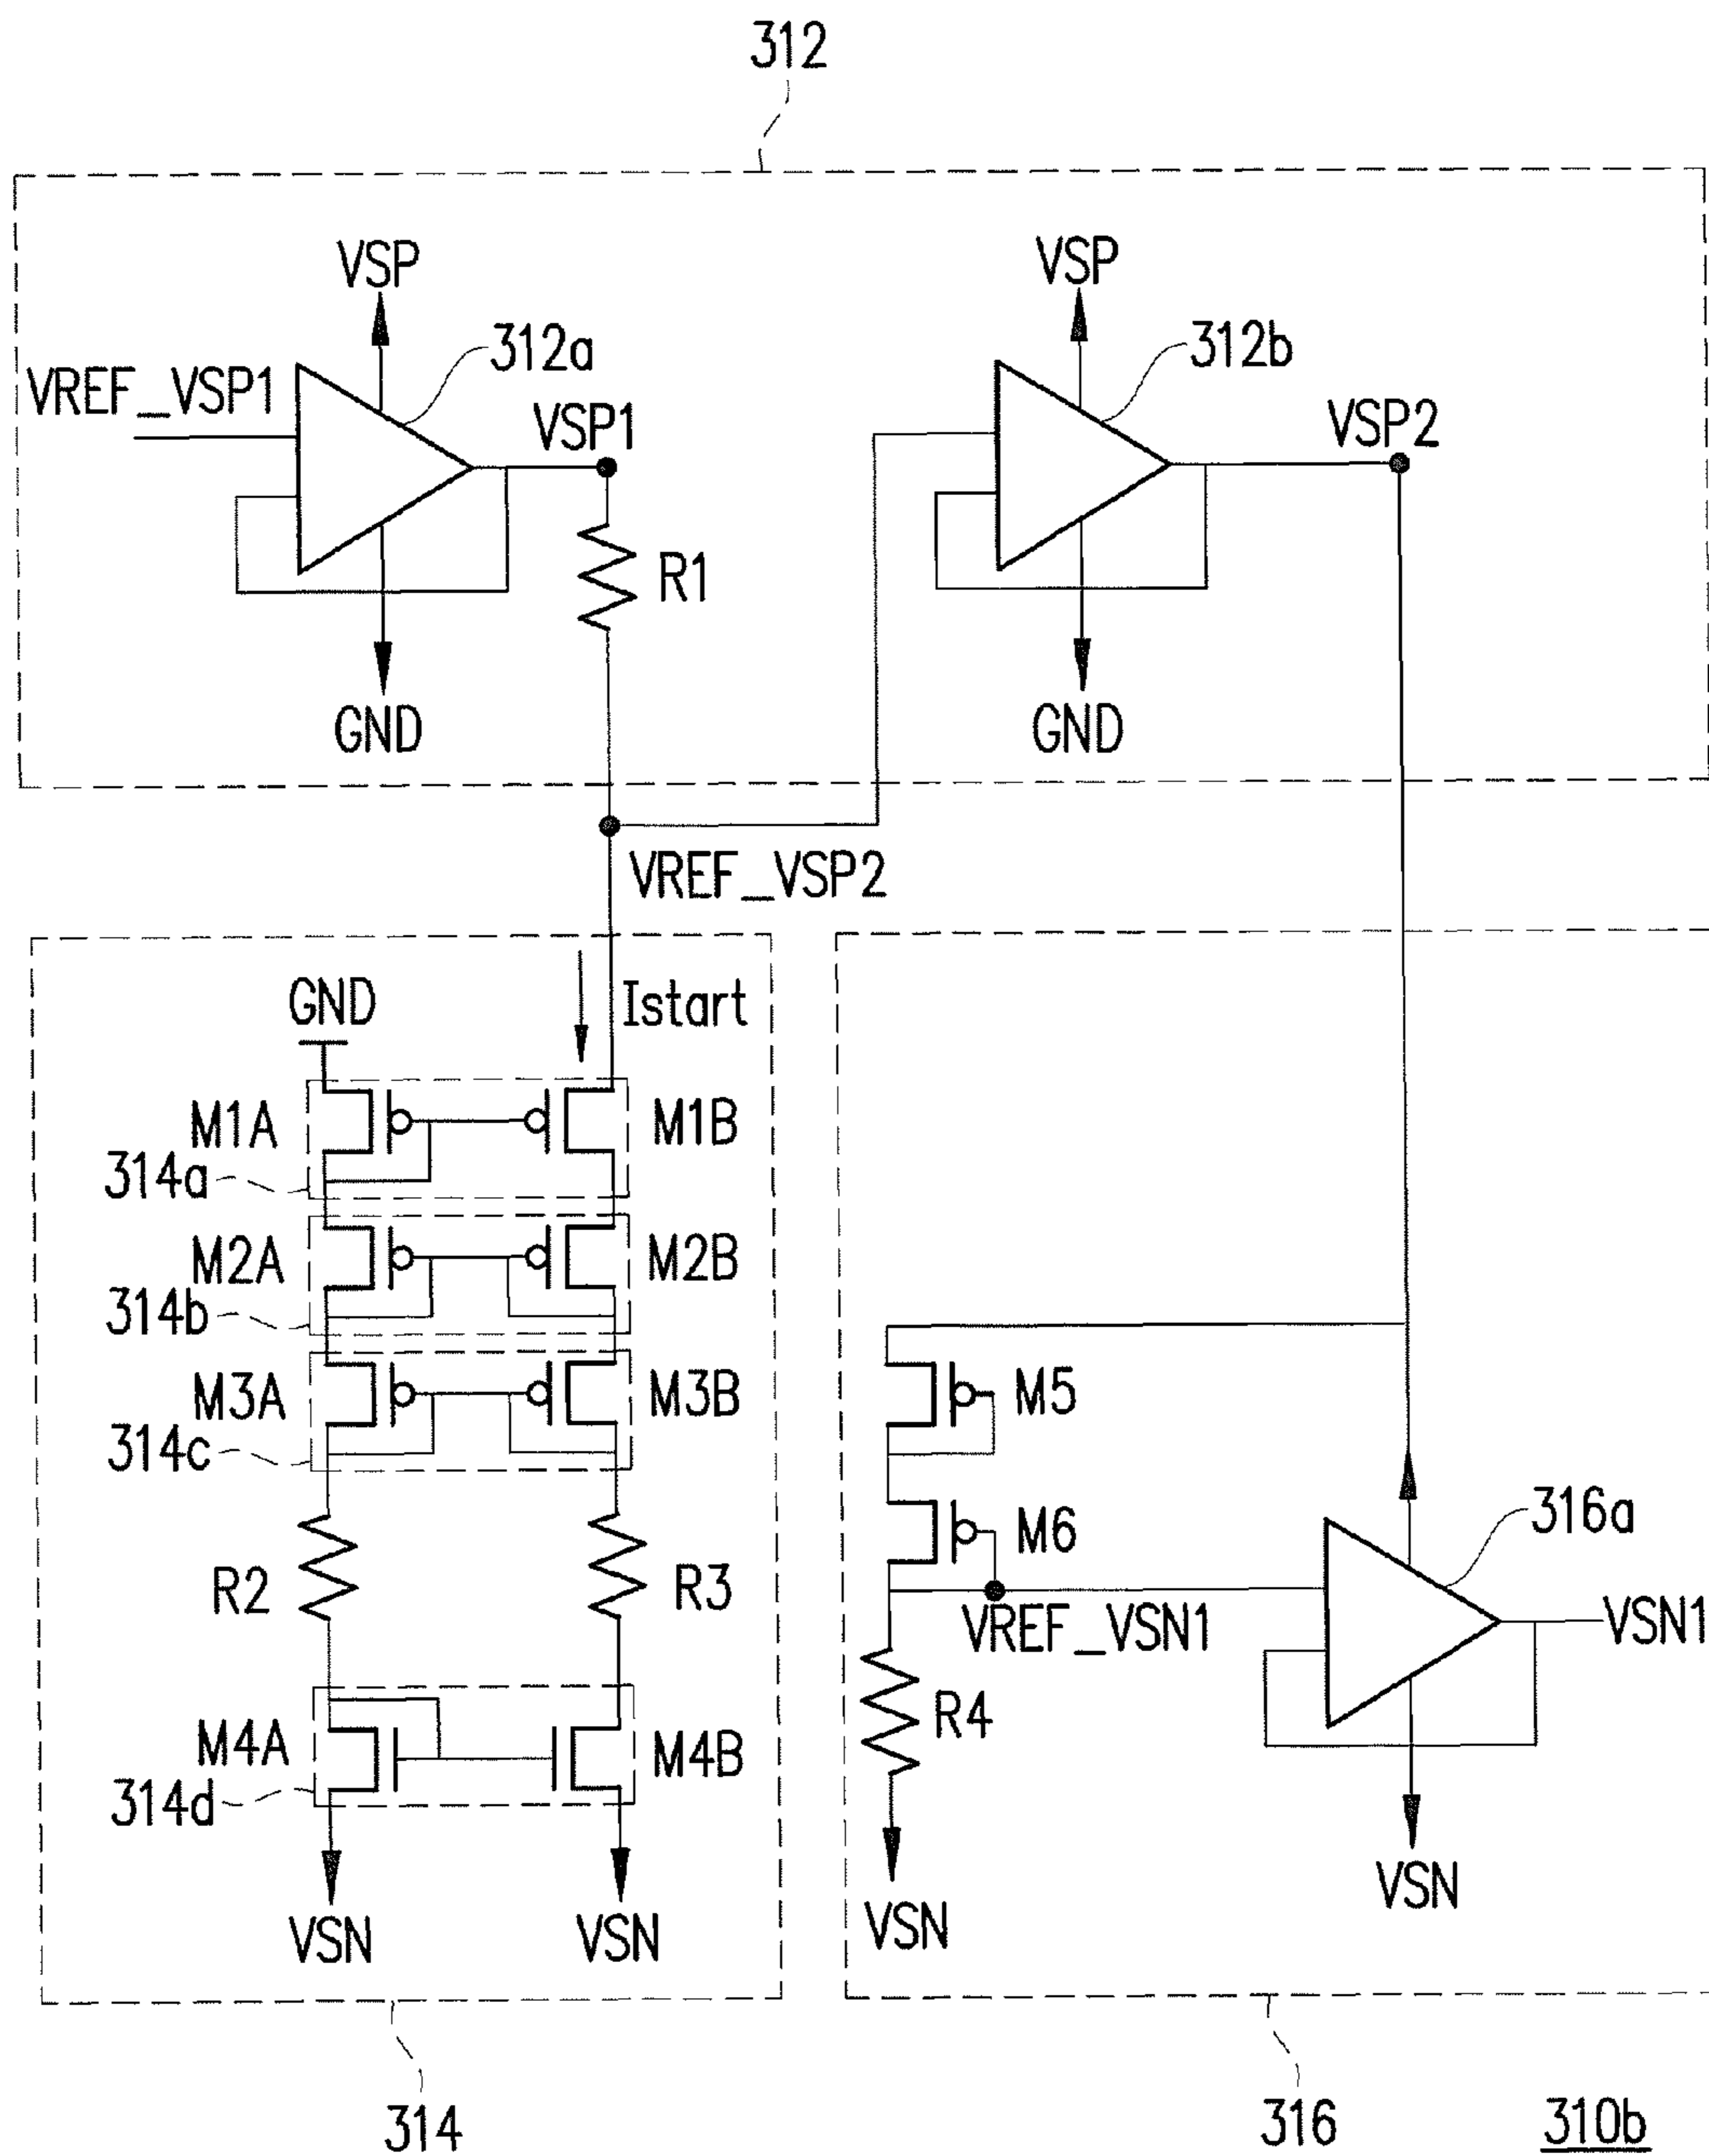 312
VSP
VSP
312a
312b
VREF_VSP1
VSP1
VSP2
R1
GND
GND
VREF_VSP2
GND
Istart
M1A
M1B
314a
M2A
M2B
314b
M3A
M3B
M5
314c
M6
316a
R2
R3
VREF_VSN1
VSN1
R4
M4A
M4B
314d
VSN
VSN
VSN
VSN
314
316
310b